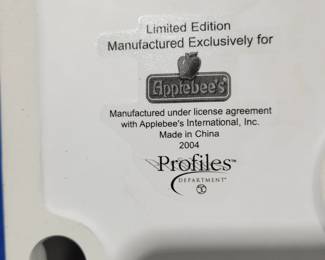 Limited Edition
Manufactured Exclusively for
Applebee's
Manufactured under license agreement
with Applebee's International, Inc.
Made in China
2004
Profiles™
DEPARTMENT